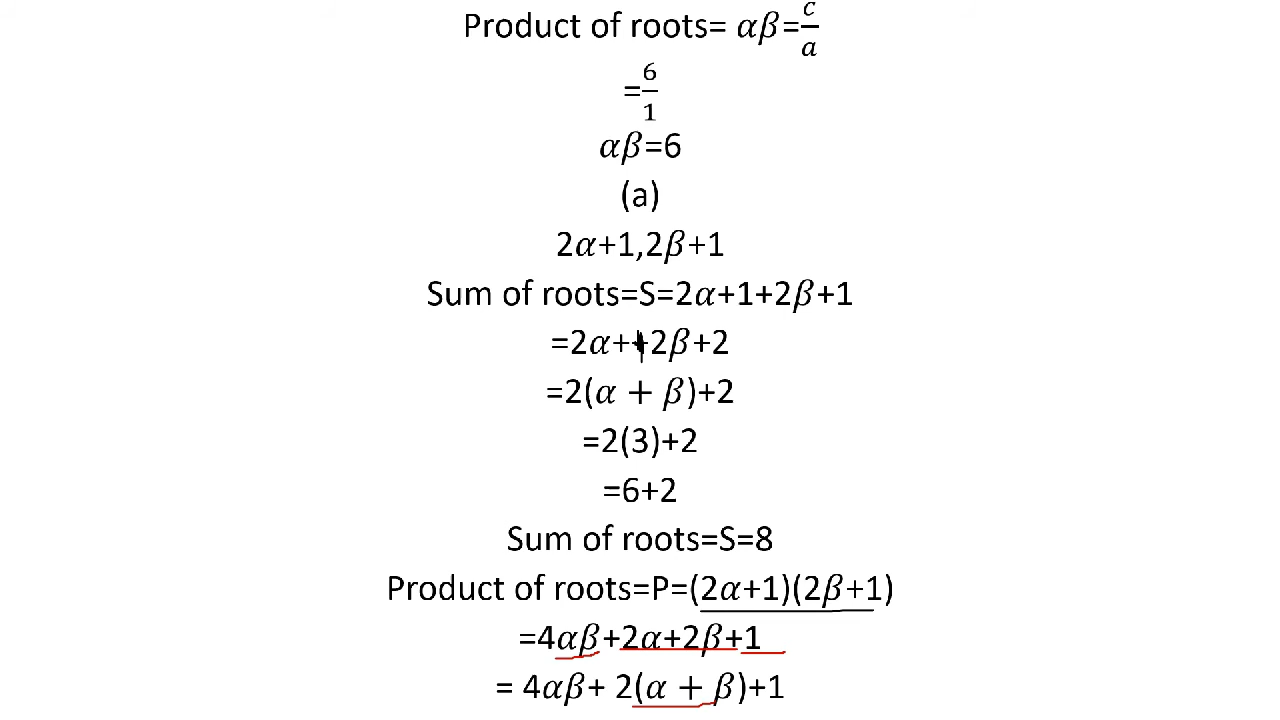 Product of roots= 𝛼𝛽=c/a
=6/1
𝛼𝛽=6
(a)
2𝛼+1,2𝛽+1
Sum of roots=S=2𝛼+1+2𝛽+1
=2𝛼++2𝛽+2
=2(𝛼 + 𝛽)+2
=2(3)+2
=6+2
Sum of roots=S=8
Product of roots=P=(2𝛼+1)(2𝛽+1)
=4𝛼𝛽+2𝛼+2𝛽+1
= 4𝛼𝛽+ 2(𝛼 + 𝛽)+1